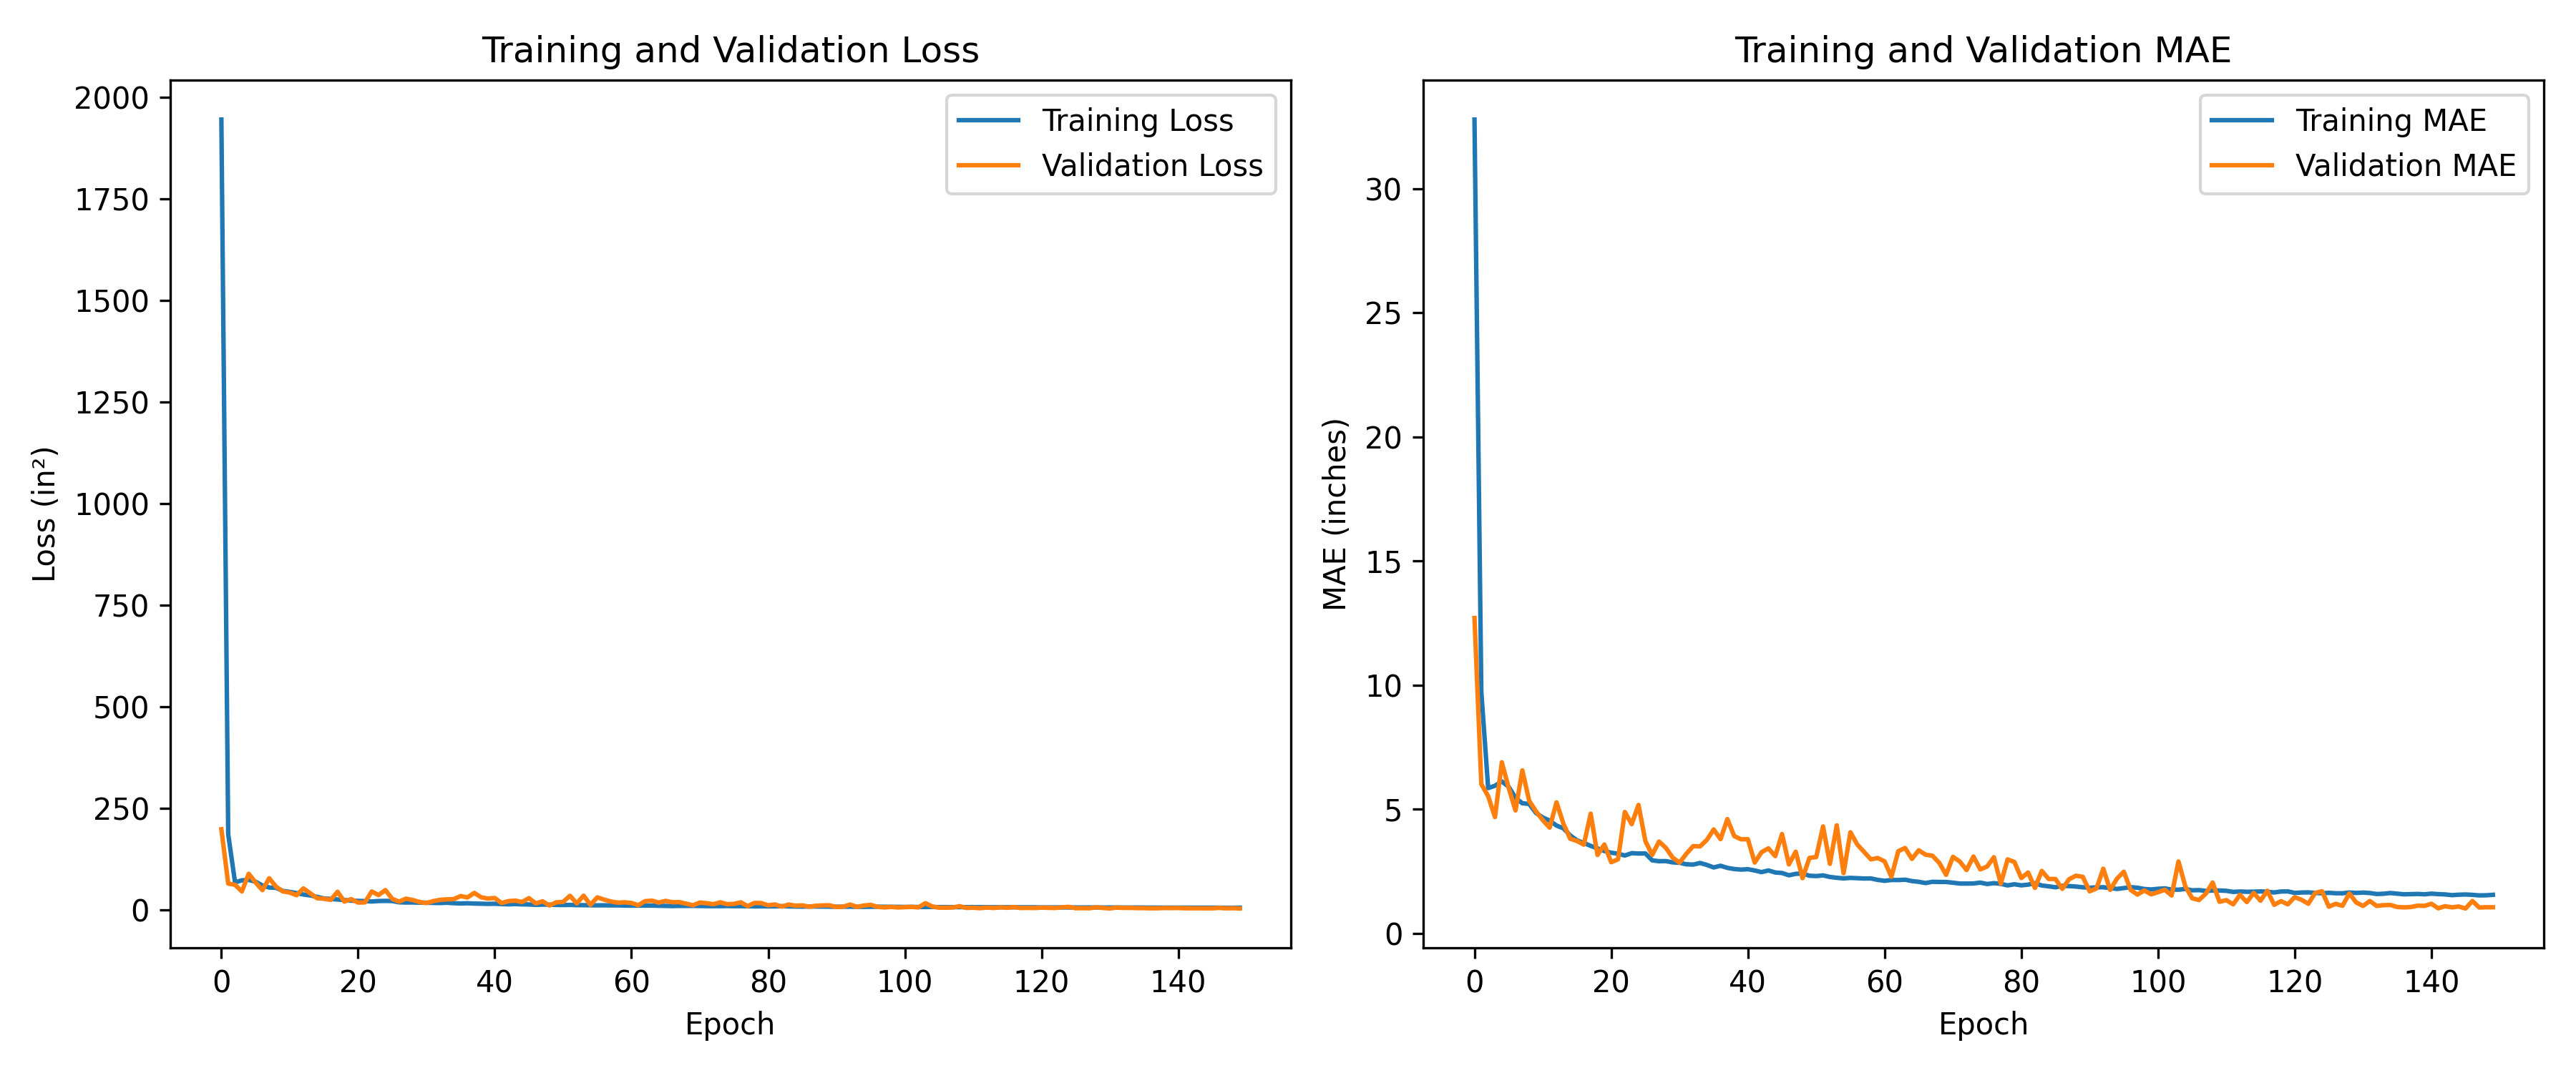 Training and Validation Loss
2000
1750
1500
1250
1000
750
500
250
0
Loss (in²)
0 20 40 60 80 100 120 140
Epoch
Training Loss
Validation Loss
Training and Validation MAE
30
25
20
15
10
5
0
MAE (inches)
0 20 40 60 80 100 120 140
Epoch
Training MAE
Validation MAE